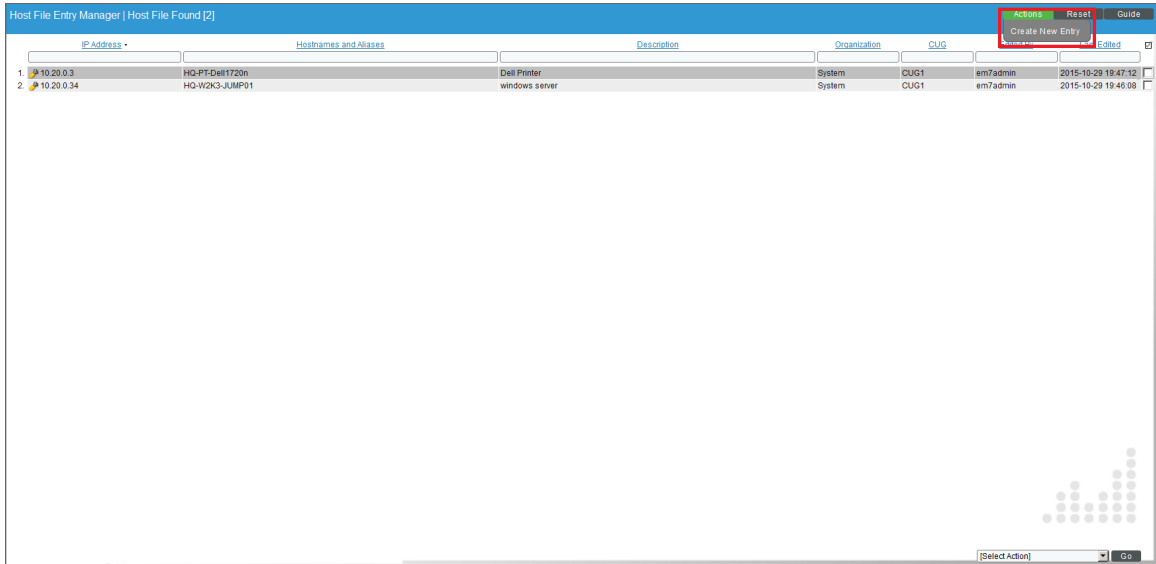 Host File Entry Manager | Host File Found [2]
Actions Reset Guide
Create New Entry
IP Address Hostnames and Aliases Description Organization CUG Edited
1. 10.20.0.3 HQ-PT-Dell1720n Dell Printer System CUG1 em7admin 2015-10-29 19:47:12
2. 10.20.0.34 HQ-W2K3-JUMP01 windows server System CUG1 em7admin 2015-10-29 19:46:08
[Select Action] Go